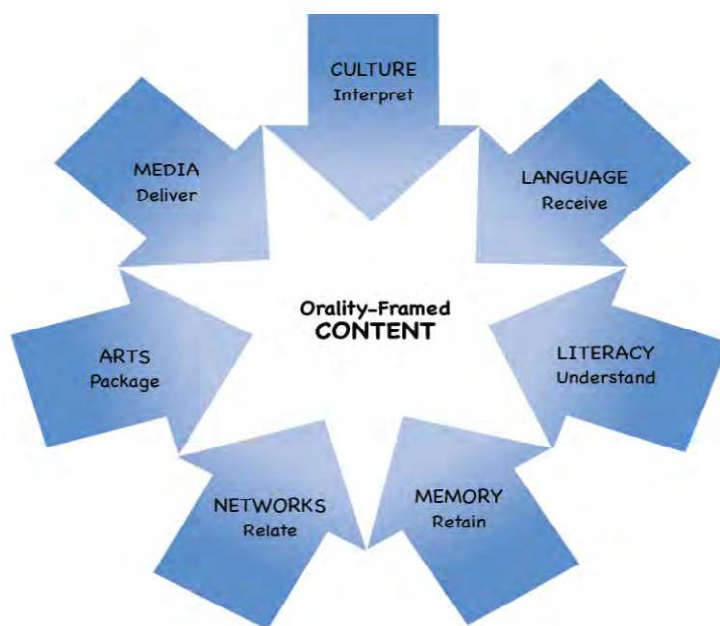 CULTURE
Interpret
LANGUAGE
Receive
LITERACY
Understand
MEMORY
Retain
NETWORKS
Relate
ARTS
Package
MEDIA
Deliver
Orality-Framed
CONTENT